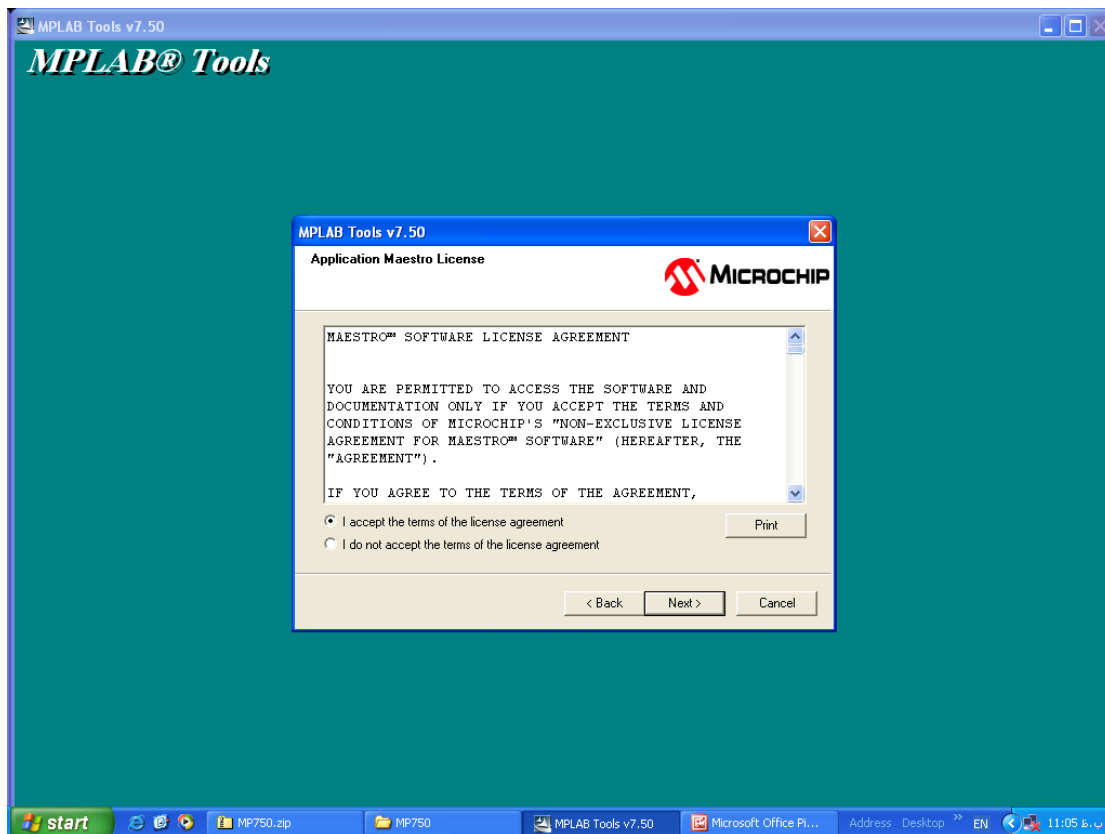 MPLAB Tools v7.50
MPLAB® Tools
MPLAB Tools v7.50
Application Maestro License
MICROCHIP
MAESTRO™ SOFTWARE LICENSE AGREEMENT
YOU ARE PERMITTED TO ACCESS THE SOFTWARE AND
DOCUMENTATION ONLY IF YOU ACCEPT THE TERMS AND
CONDITIONS OF MICROCHIP'S "NON-EXCLUSIVE LICENSE
AGREEMENT FOR MAESTRO™ SOFTWARE" (HEREAFTER, THE
"AGREEMENT").
IF YOU AGREE TO THE TERMS OF THE AGREEMENT,
I accept the terms of the license agreement
Print
I do not accept the terms of the license agreement
< Back Next > Cancel
start MP750.zip MP750 MPLAB Tools v7.50 Microsoft Office Pi... Address Desktop » EN 11:05